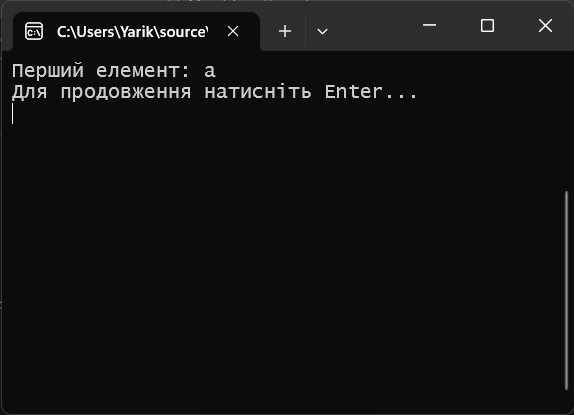 C:\Users\Yarik\source\
Перший елемент: a
Для продовження натисніть Enter...